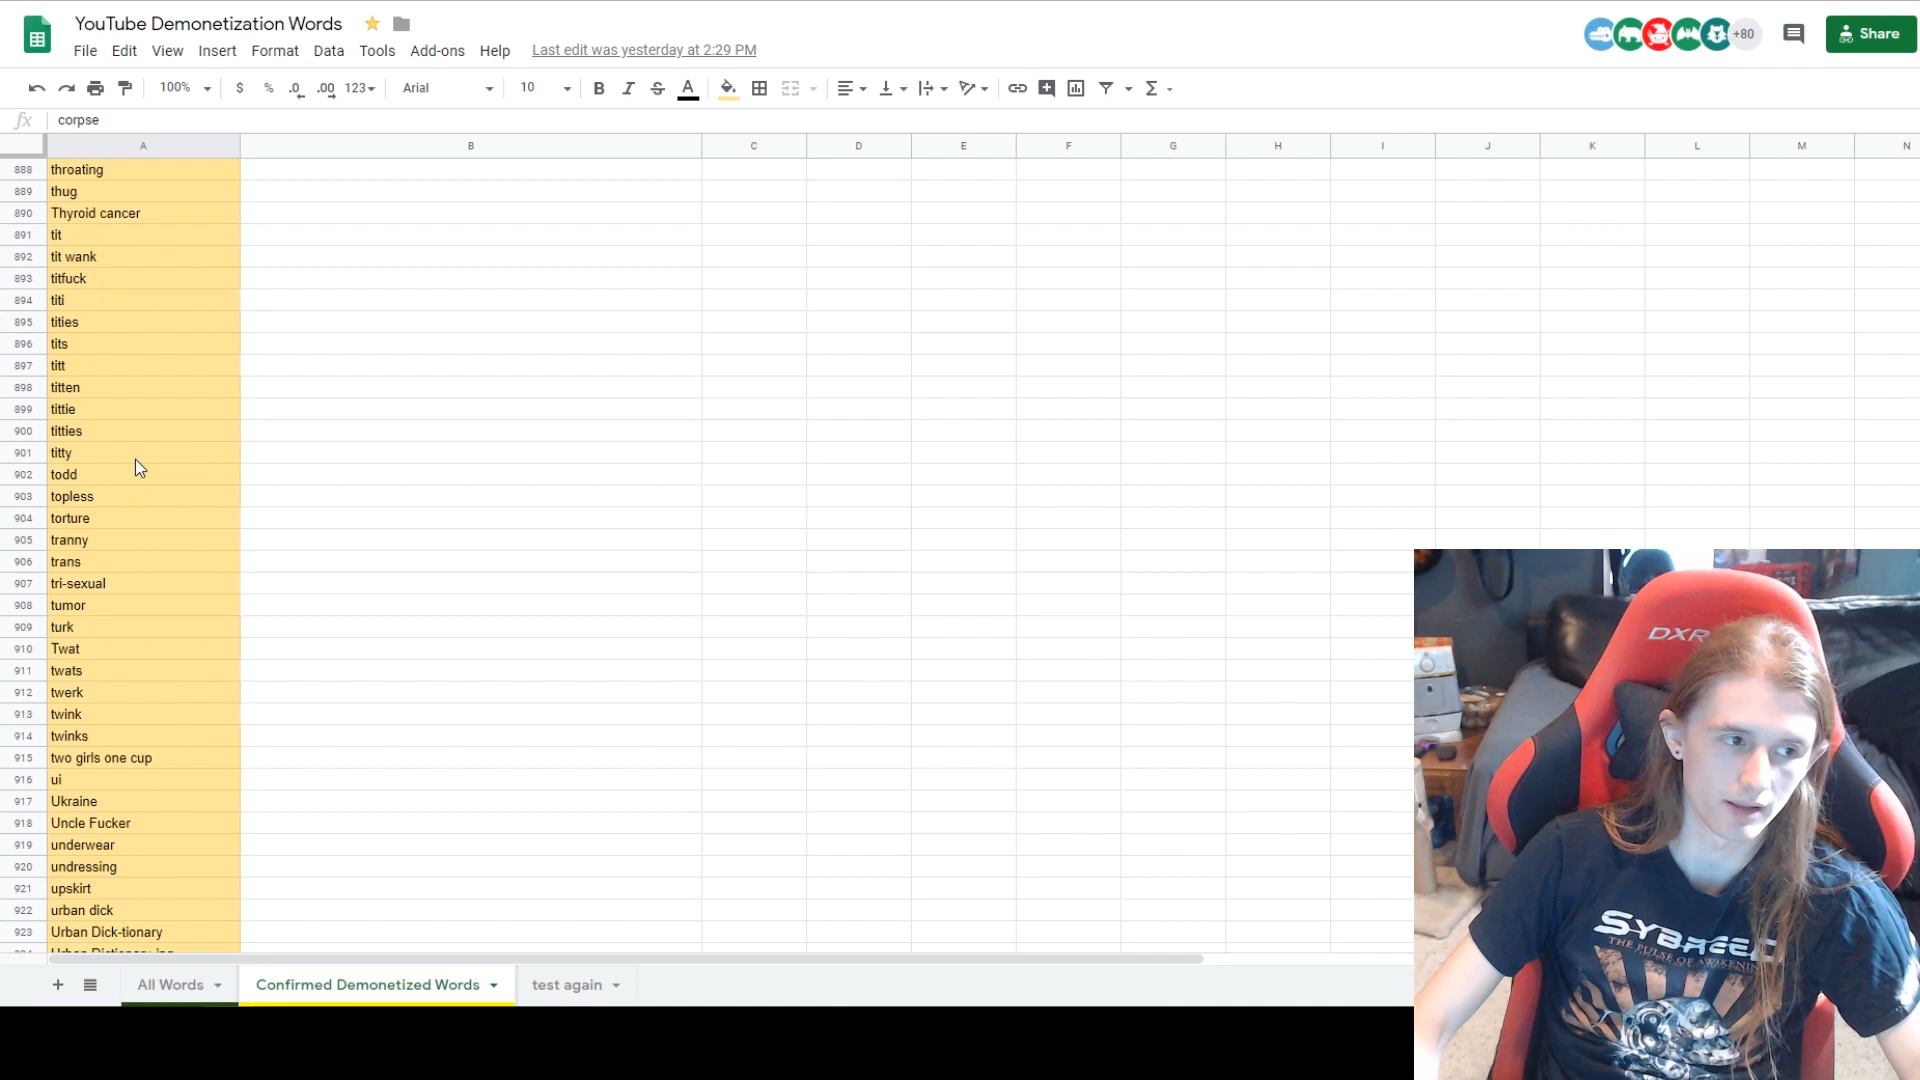 YouTube Demonetization Words
File Edit View Insert Format Data Tools Add-ons Help Last edit was yesterday at 2:29 PM
+80
Share
100% $ % .0 .00 123 Arial 10 B I S A
fx corpse
A B C D E F G H I J K L M N
888 throating
889 thug
890 Thyroid cancer
891 tit
892 tit wank
893 titfuck
894 titi
895 tities
896 tits
897 titt
898 titten
899 tittie
900 titties
901 titty
902 todd
903 topless
904 torture
905 tranny
906 trans
907 tri-sexual
908 tumor
909 turk
910 Twat
911 twats
912 twerk
913 twink
914 twinks
915 two girls one cup
916 ui
917 Ukraine
918 Uncle Fucker
919 underwear
920 undressing
921 upskirt
922 urban dick
923 Urban Dick-tionary
+ All Words Confirmed Demonetized Words test again
DXR
SYBREED
THE PULSE OF AWAKENING